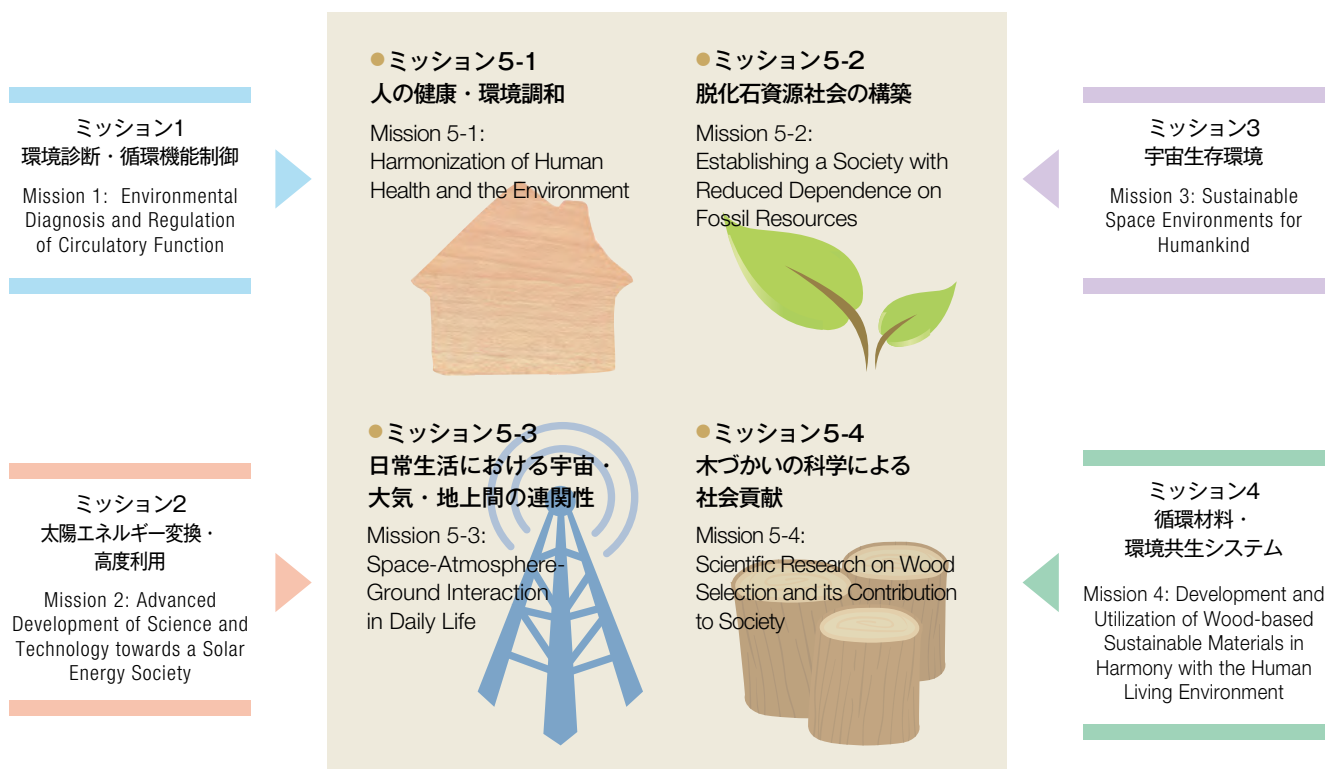 ミッション1
環境診断・循環機能制御
Mission 1: Environmental
Diagnosis and Regulation
of Circulatory Function
ミッション2
太陽エネルギー変換・
高度利用
Mission 2: Advanced
Development of Science and
Technology towards a Solar
Energy Society
●ミッション5-1
人の健康・環境調和
Mission 5-1:
Harmonization of Human
Health and the Environment
●ミッション5-2
脱化石資源社会の構築
Mission 5-2:
Establishing a Society with
Reduced Dependence on
Fossil Resources
●ミッション5-3
日常生活における宇宙・
大気・地上間の連関性
Mission 5-3:
Space-Atmosphere-
Ground Interaction
in Daily Life
●ミッション5-4
木づかいの科学による
社会貢献
Mission 5-4:
Scientific Research on Wood
Selection and its Contribution
to Society
ミッション3
宇宙生存環境
Mission 3: Sustainable
Space Environments for
Humankind
ミッション4
循環材料・
環境共生システム
Mission 4: Development and
Utilization of Wood-based
Sustainable Materials in
Harmony with the Human
Living Environment